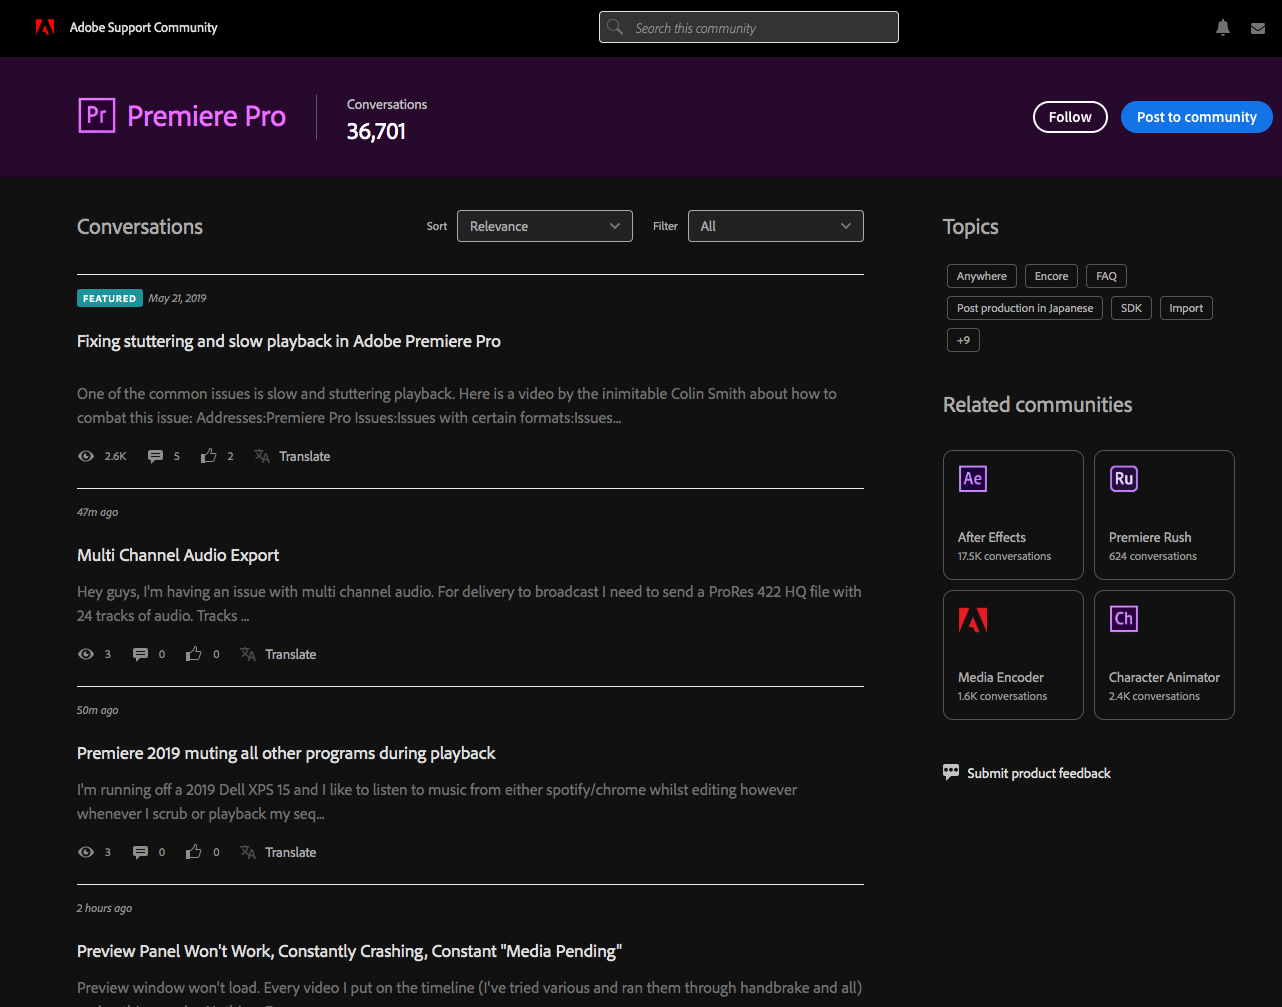 Adobe Support Community
Search this community
Pr Premiere Pro
Conversations
36,701
Follow
Post to community
Conversations
Sort
Relevance
Filter
All
FEATURED May 21, 2019
Fixing stuttering and slow playback in Adobe Premiere Pro
One of the common issues is slow and stuttering playback. Here is a video by the inimitable Colin Smith about how to
combat this issue: Addresses:Premiere Pro Issues:Issues with certain formats:Issues...
2.6K 5 2 Translate
47m ago
Multi Channel Audio Export
Hey guys, I'm having an issue with multi channel audio. For delivery to broadcast I need to send a ProRes 422 HQ file with
24 tracks of audio. Tracks ...
3 0 0 Translate
50m ago
Premiere 2019 muting all other programs during playback
I'm running off a 2019 Dell XPS 15 and I like to listen to music from either spotify/chrome whilst editing however
whenever I scrub or playback my seq...
3 0 0 Translate
2 hours ago
Preview Panel Won't Work, Constantly Crashing, Constant "Media Pending"
Preview window won't load. Every video I put on the timeline (I've tried various and ran them through handbrake and all)
Topics
Anywhere Encore FAQ
Post production in Japanese SDK Import
+9
Related communities
Ae
After Effects
17.5K conversations
Ru
Premiere Rush
624 conversations
Media Encoder
1.6K conversations
Ch
Character Animator
2.4K conversations
Submit product feedback